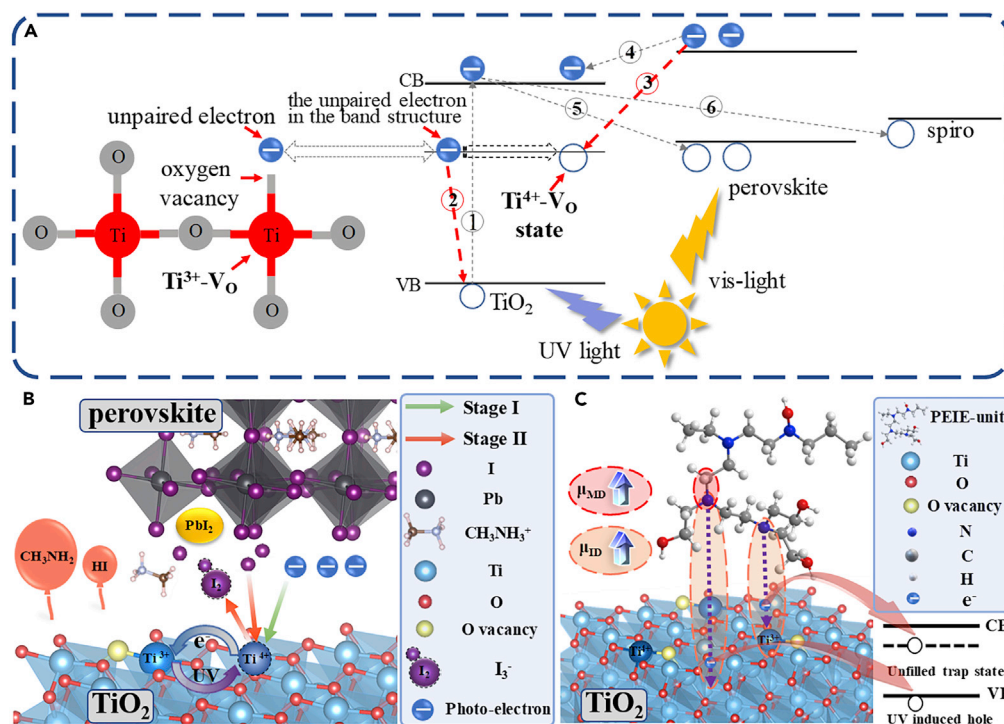 A
CB
unpaired electron
the unpaired electron
in the band structure
oxygen
vacancy
O
O
O
O
O
O
O
Ti
Ti
Ti³⁺-Vo
Ti⁴⁺-Vo
state
1
2
3
4
5
6
VB
TiO₂
UV light
vis-light
perovskite
spiro
B
perovskite
PbI₂
CH₃NH₂
HI
I₂
e⁻
UV
Ti³⁺
Ti⁴⁺
TiO₂
Stage I
Stage II
I
Pb
CH₃NH₃⁺
Ti
O
O vacancy
I₂
I₃⁻
Photo-electron
C
μMD
μID
Ti³⁺
TiO₂
PEIE-unit
Ti
O
O vacancy
N
C
H
e⁻
Unfilled trap state
UV induced hole